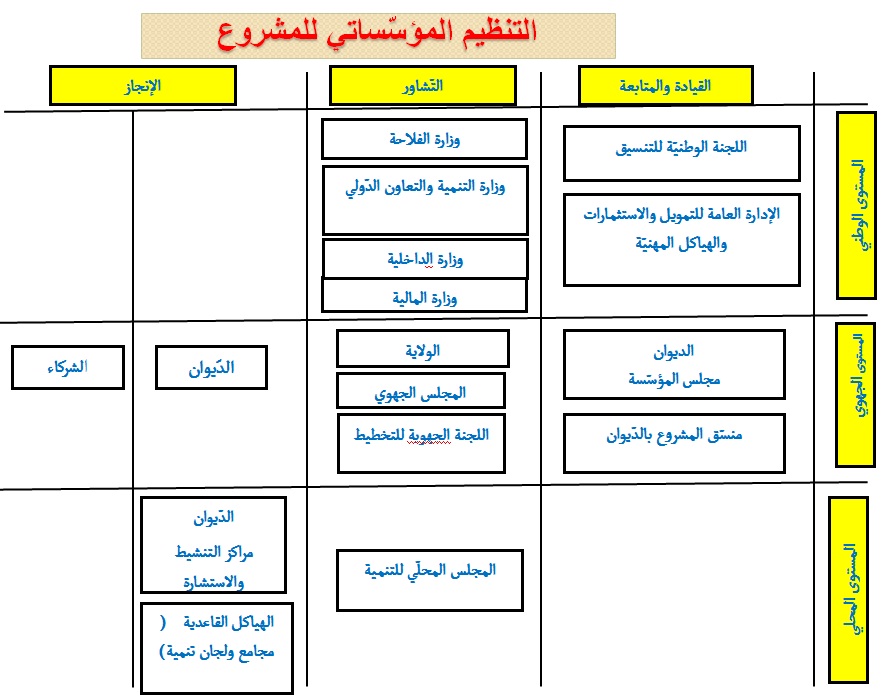 التنظيم المؤسّساتي للمشروع
القيادة والمتابعة
التّشاور
الإنجاز
المستوى الوطني
اللجنة الوطنيّة للتنسيق
الإدارة العامة للتمويل والاستثمارات
والهياكل المهنيّة
وزارة الفلاحة
وزارة التنمية والتعاون الدّولي
وزارة الداخلية
وزارة المالية
المستوى الجهوي
الديوان
مجلس المؤسّسة
منسّق المشروع بالدّيوان
الولاية
المجلس الجهوي
اللجنة الجهوية للتخطيط
الدّيوان
الشركاء
المستوى المحلي
المجلس المحلّي للتنمية
الدّيوان
مراكز التنشيط
والاستشارة
الهياكل القاعدية (
مجامع ولجان تنمية)